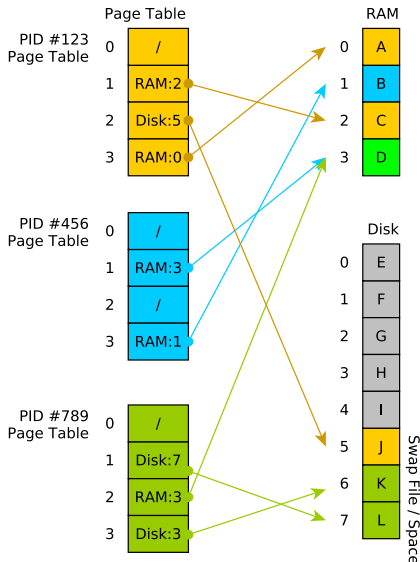 Page Table
RAM
PID #123
Page Table
0 /
1 RAM:2
2 Disk:5
3 RAM:0
0 A
1 B
2 C
3 D
PID #456
Page Table
0 /
1 RAM:3
2 /
3 RAM:1
Disk
0 E
1 F
2 G
3 H
4 I
5 J
6 K
7 L
PID #789
Page Table
0 /
1 Disk:7
2 RAM:3
3 Disk:3
Swap File / Space